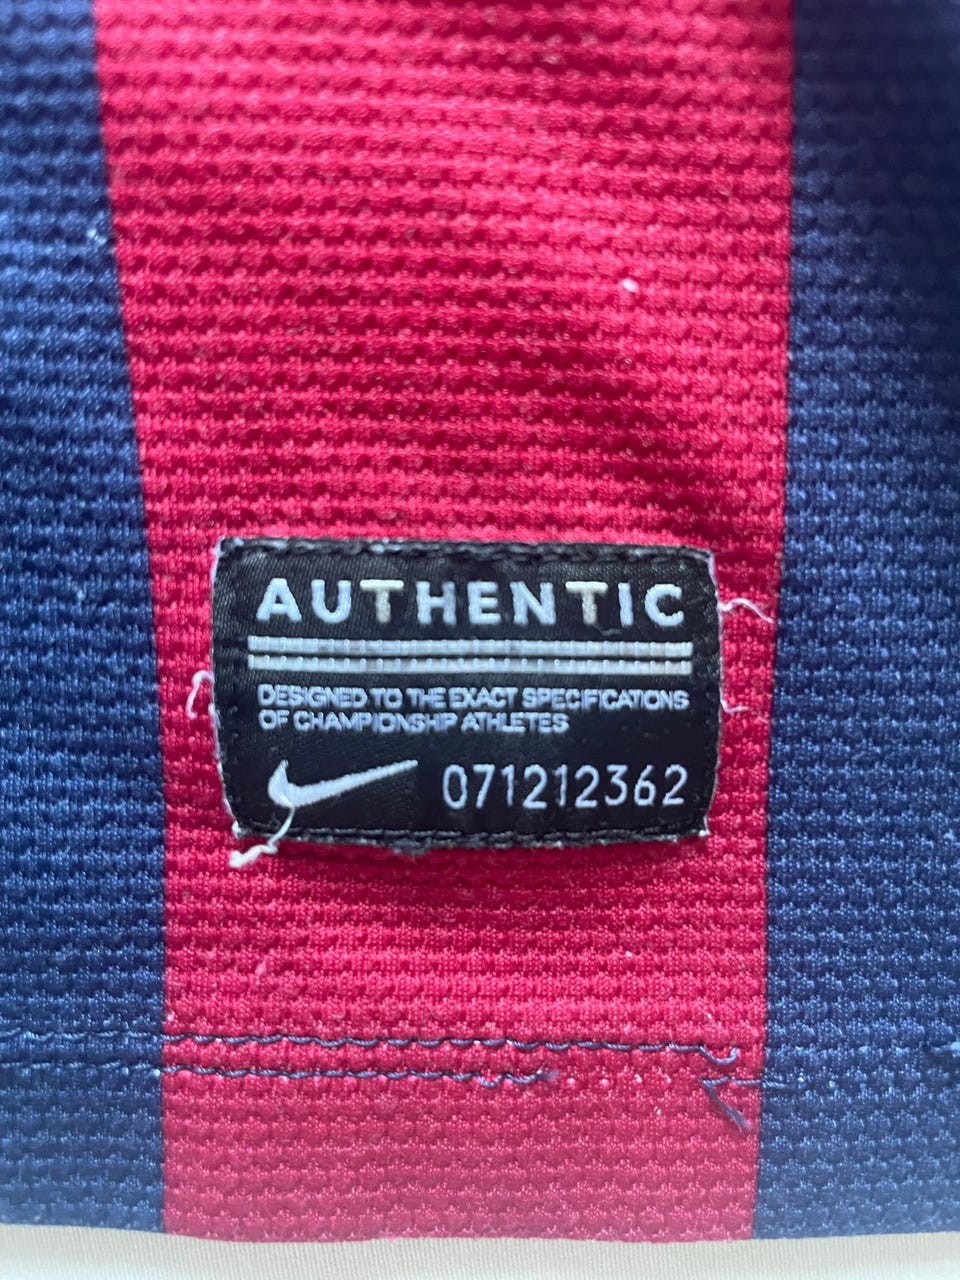 AUTHENTIC
DESIGNED TO THE EXACT SPECIFICATIONS
OF CHAMPIONSHIP ATHLETES
071212362